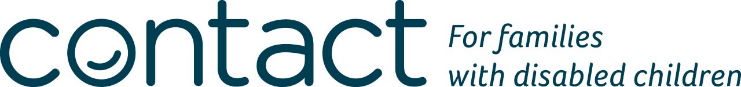 contact
For families
with disabled children